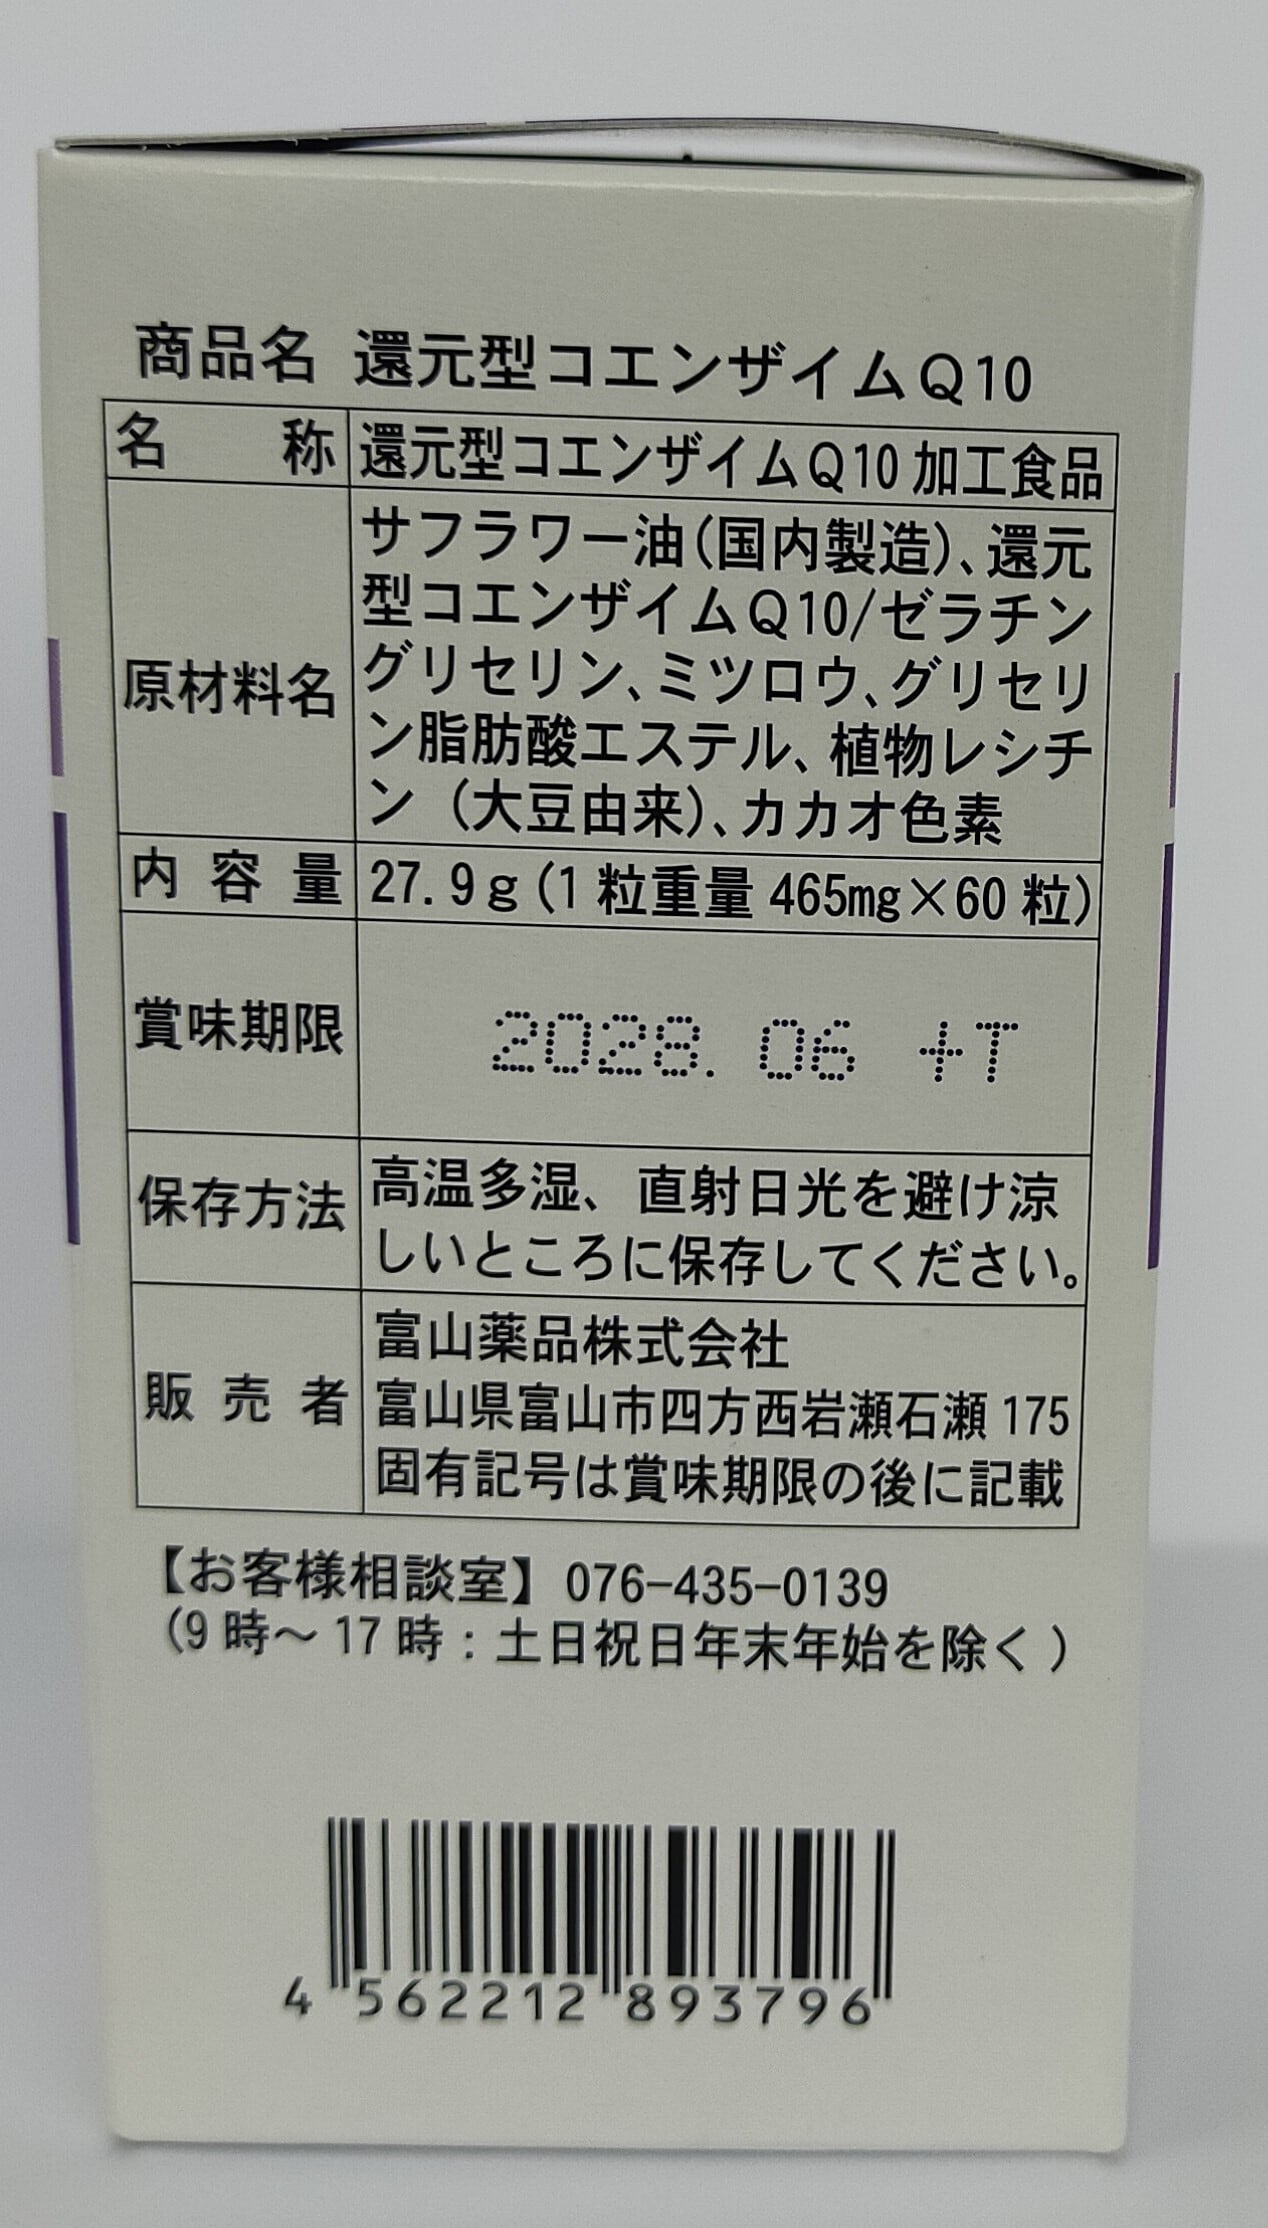 商品名 還元型コエンザイムQ10
名称 還元型コエンザイムQ10加工食品
原材料名 サフラワー油(国内製造)、還元
型コエンザイムQ10/ゼラチン
グリセリン、ミツロウ、グリセリ
ン脂肪酸エステル、植物レシチ
ン(大豆由来)、カカオ色素
内容量 27.9g(1粒重量465mg×60粒)
賞味期限 2028.06 +T
保存方法 高温多湿、直射日光を避け涼
しいところに保存してください。
販売者 富山薬品株式会社
富山県富山市四方西岩瀬石瀬175
固有記号は賞味期限の後に記載
【お客様相談室】076-435-0139
(9時～17時:土日祝日年末年始を除く)
4 562212 893796